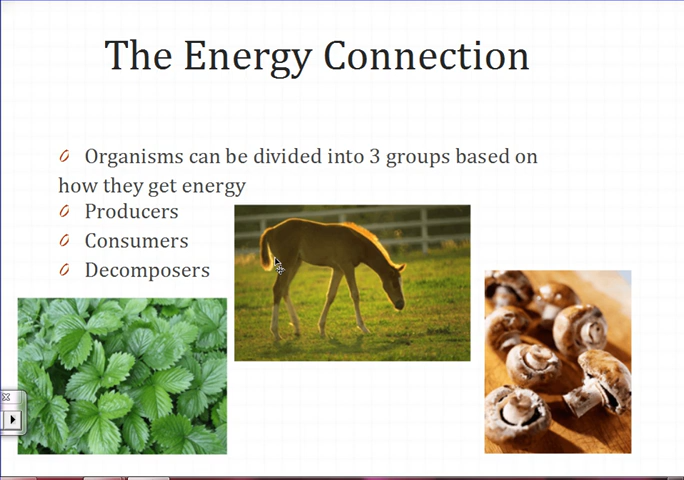 The Energy Connection
Organisms can be divided into 3 groups based on
how they get energy
Producers
Consumers
Decomposers